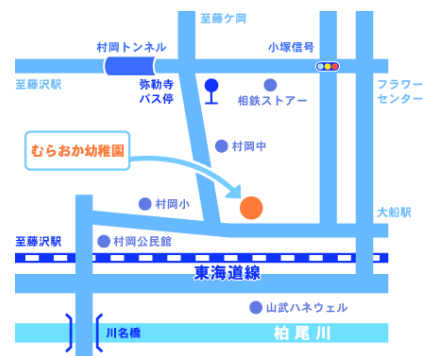 至藤ケ岡
村岡トンネル
小塚信号
至藤沢駅
弥勒寺
バス停
相鉄ストアー
フラワー
センター
むらおか幼稚園
村岡中
村岡小
大船駅
至藤沢駅
村岡公民館
東海道線
山武ハネウェル
川名橋
柏尾川